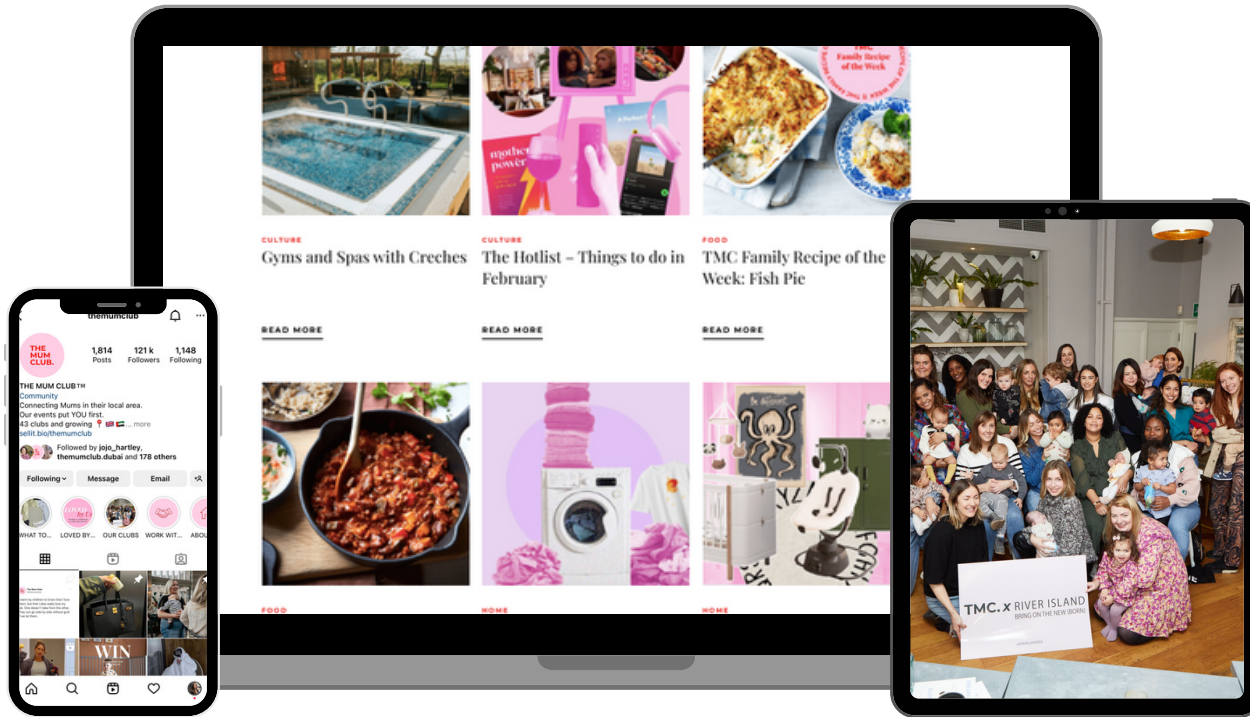 mother
power
TMC
Family Recipe
of the Week
CULTURE
Gyms and Spas with Creches
READ MORE
CULTURE
The Hotlist – Things to do in
February
READ MORE
FOOD
TMC Family Recipe of the
Week: Fish Pie
READ MORE
Be different
FOOD
HOME
HOME
themumclub
THE
MUM
CLUB.
1,814
Posts
121 k
Followers
1,148
Following
THE MUM CLUB™
Community
Connecting Mums in their local area.
Our events put YOU first.
43 clubs and growing 📍 🇬🇧 🇦🇪... more
sellit.bio/themumclub
Followed by jojo_hartley,
themumclub.dubai and 178 others
Following
Message
Email
WHAT TO...
LOVED BY...
OUR CLUBS
WORK WIT...
ABOU
WIN
TMC. x RIVER ISLAND
BRING ON THE NEW (BORN)